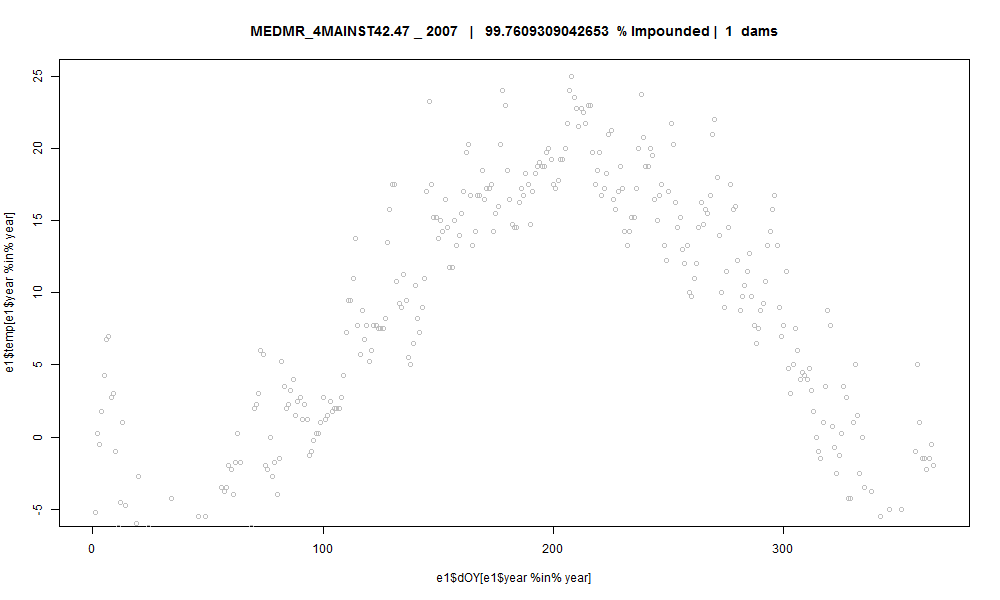 MEDMR_4MAINST42.47 _ 2007 | 99.7609309042653 % Impounded | 1 dams
e1$temp[e1$year %in% year]
25
20
15
10
5
0
-5
0 100 200 300
e1$dOY[e1$year %in% year]